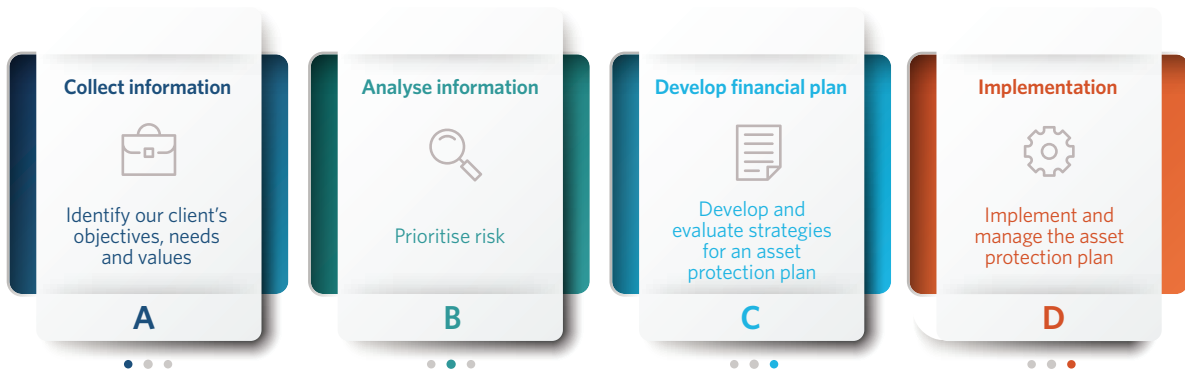 Collect information
Identify our client's
objectives, needs
and values
A
Analyse information
Prioritise risk
B
Develop financial plan
Develop and
evaluate strategies
for an asset
protection plan
C
Implementation
Implement and
manage the asset
protection plan
D